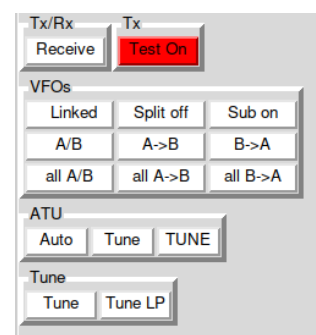 Tx/Rx Tx
Receive Test On
VFOs
Linked Split off Sub on
A/B A->B B->A
all A/B all A->B all B->A
ATU
Auto Tune TUNE
Tune
Tune Tune LP